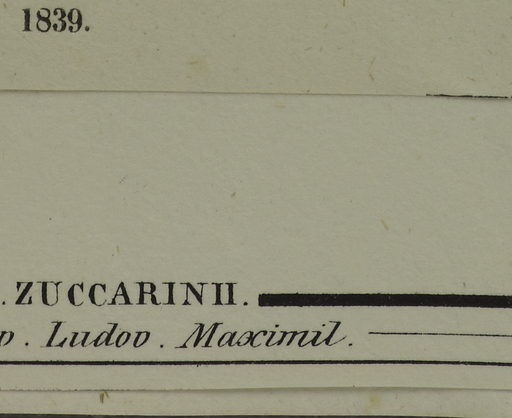 1839.
. ZUCCARINII.
. Ludov. Maximil.